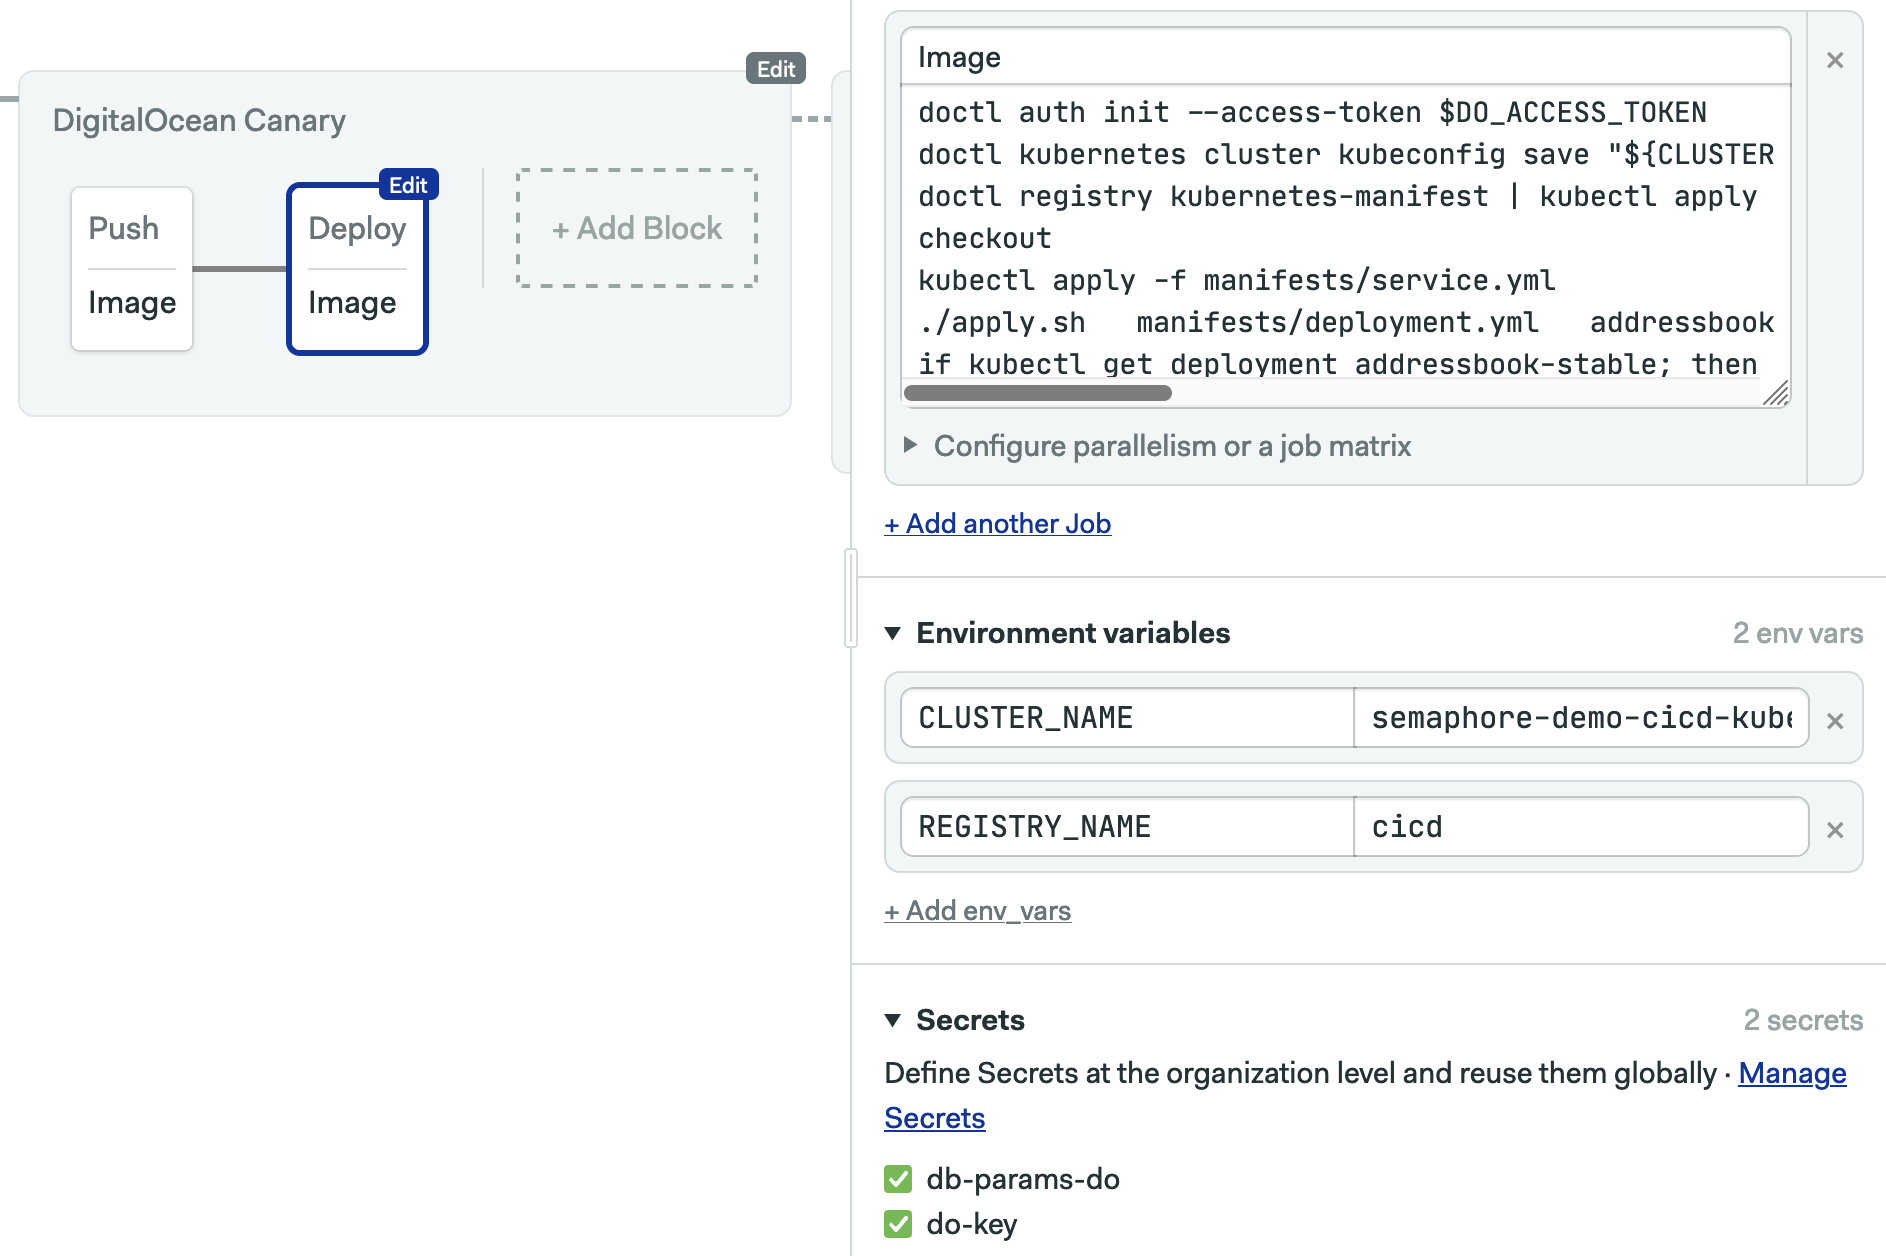 Edit
DigitalOcean Canary
Edit
Push
Image
Deploy
Image
+ Add Block
Image
doctl auth init --access-token $DO_ACCESS_TOKEN
doctl kubernetes cluster kubeconfig save "${CLUSTER
doctl registry kubernetes-manifest | kubectl apply
checkout
kubectl apply -f manifests/service.yml
./apply.sh   manifests/deployment.yml   addressbook
if kubectl get deployment addressbook-stable; then
Configure parallelism or a job matrix
+ Add another Job
Environment variables 2 env vars
CLUSTER_NAME semaphore-demo-cicd-kube
REGISTRY_NAME cicd
+ Add env_vars
Secrets 2 secrets
Define Secrets at the organization level and reuse them globally · Manage
Secrets
db-params-do
do-key